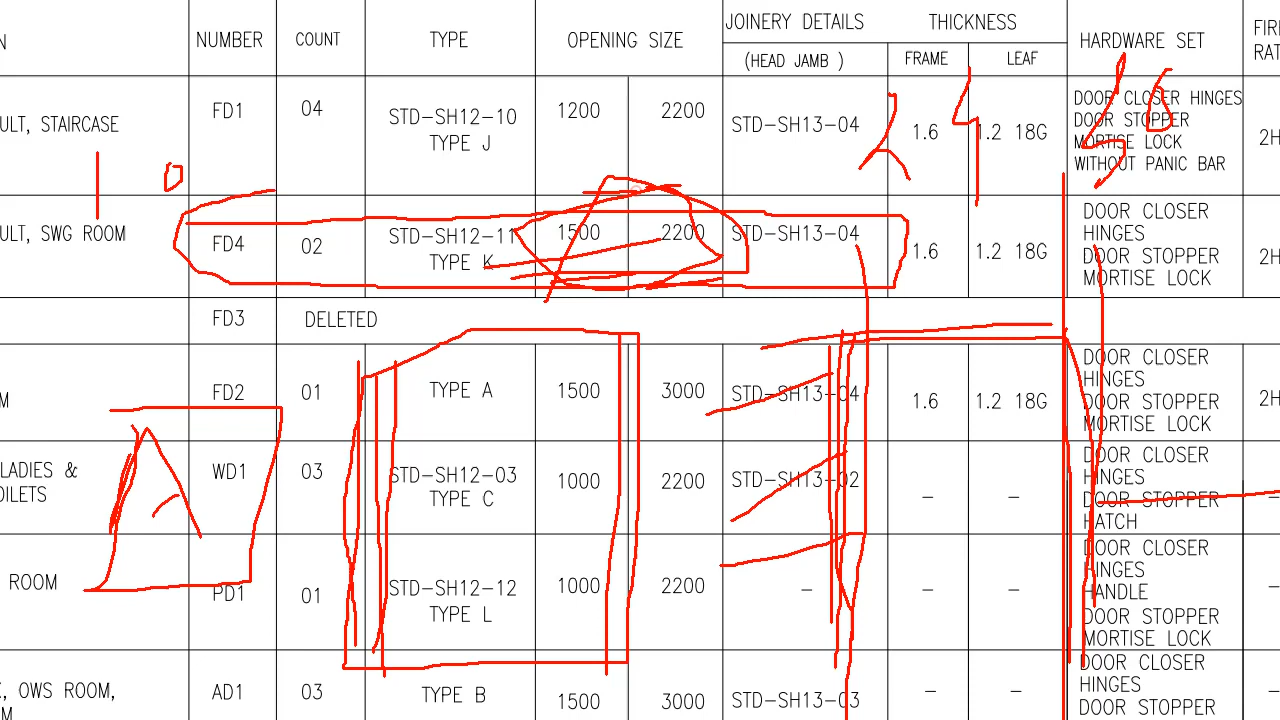 N NUMBER COUNT TYPE OPENING SIZE JOINERY DETAILS (HEAD JAMB ) THICKNESS FRAME LEAF HARDWARE SET FIR RAT
ULT, STAIRCASE FD1 04 STD-SH12-10 TYPE J 1200 2200 STD-SH13-04 1.6 1.2 18G DOOR CLOSER HINGES
DOOR STOPPER
MORTISE LOCK
WITHOUT PANIC BAR 2H
ULT, SWG ROOM FD4 02 STD-SH12-11 TYPE K 1500 2200 STD-SH13-04 1.6 1.2 18G DOOR CLOSER
HINGES
DOOR STOPPER
MORTISE LOCK 2H
FD3 DELETED
M FD2 01 TYPE A 1500 3000 STD-SH13-04 1.6 1.2 18G DOOR CLOSER
HINGES
DOOR STOPPER
MORTISE LOCK 2H
LADIES &
OILETS WD1 03 STD-SH12-03 TYPE C 1000 2200 STD-SH13-02 - - DOOR CLOSER
HINGES
DOOR STOPPER
HATCH -
ROOM PD1 01 STD-SH12-12 TYPE L 1000 2200 - - - DOOR CLOSER
HINGES
HANDLE
DOOR STOPPER
MORTISE LOCK -
, OWS ROOM,
M AD1 03 TYPE B 1500 3000 STD-SH13-03 - - DOOR CLOSER
HINGES
DOOR STOPPER
A